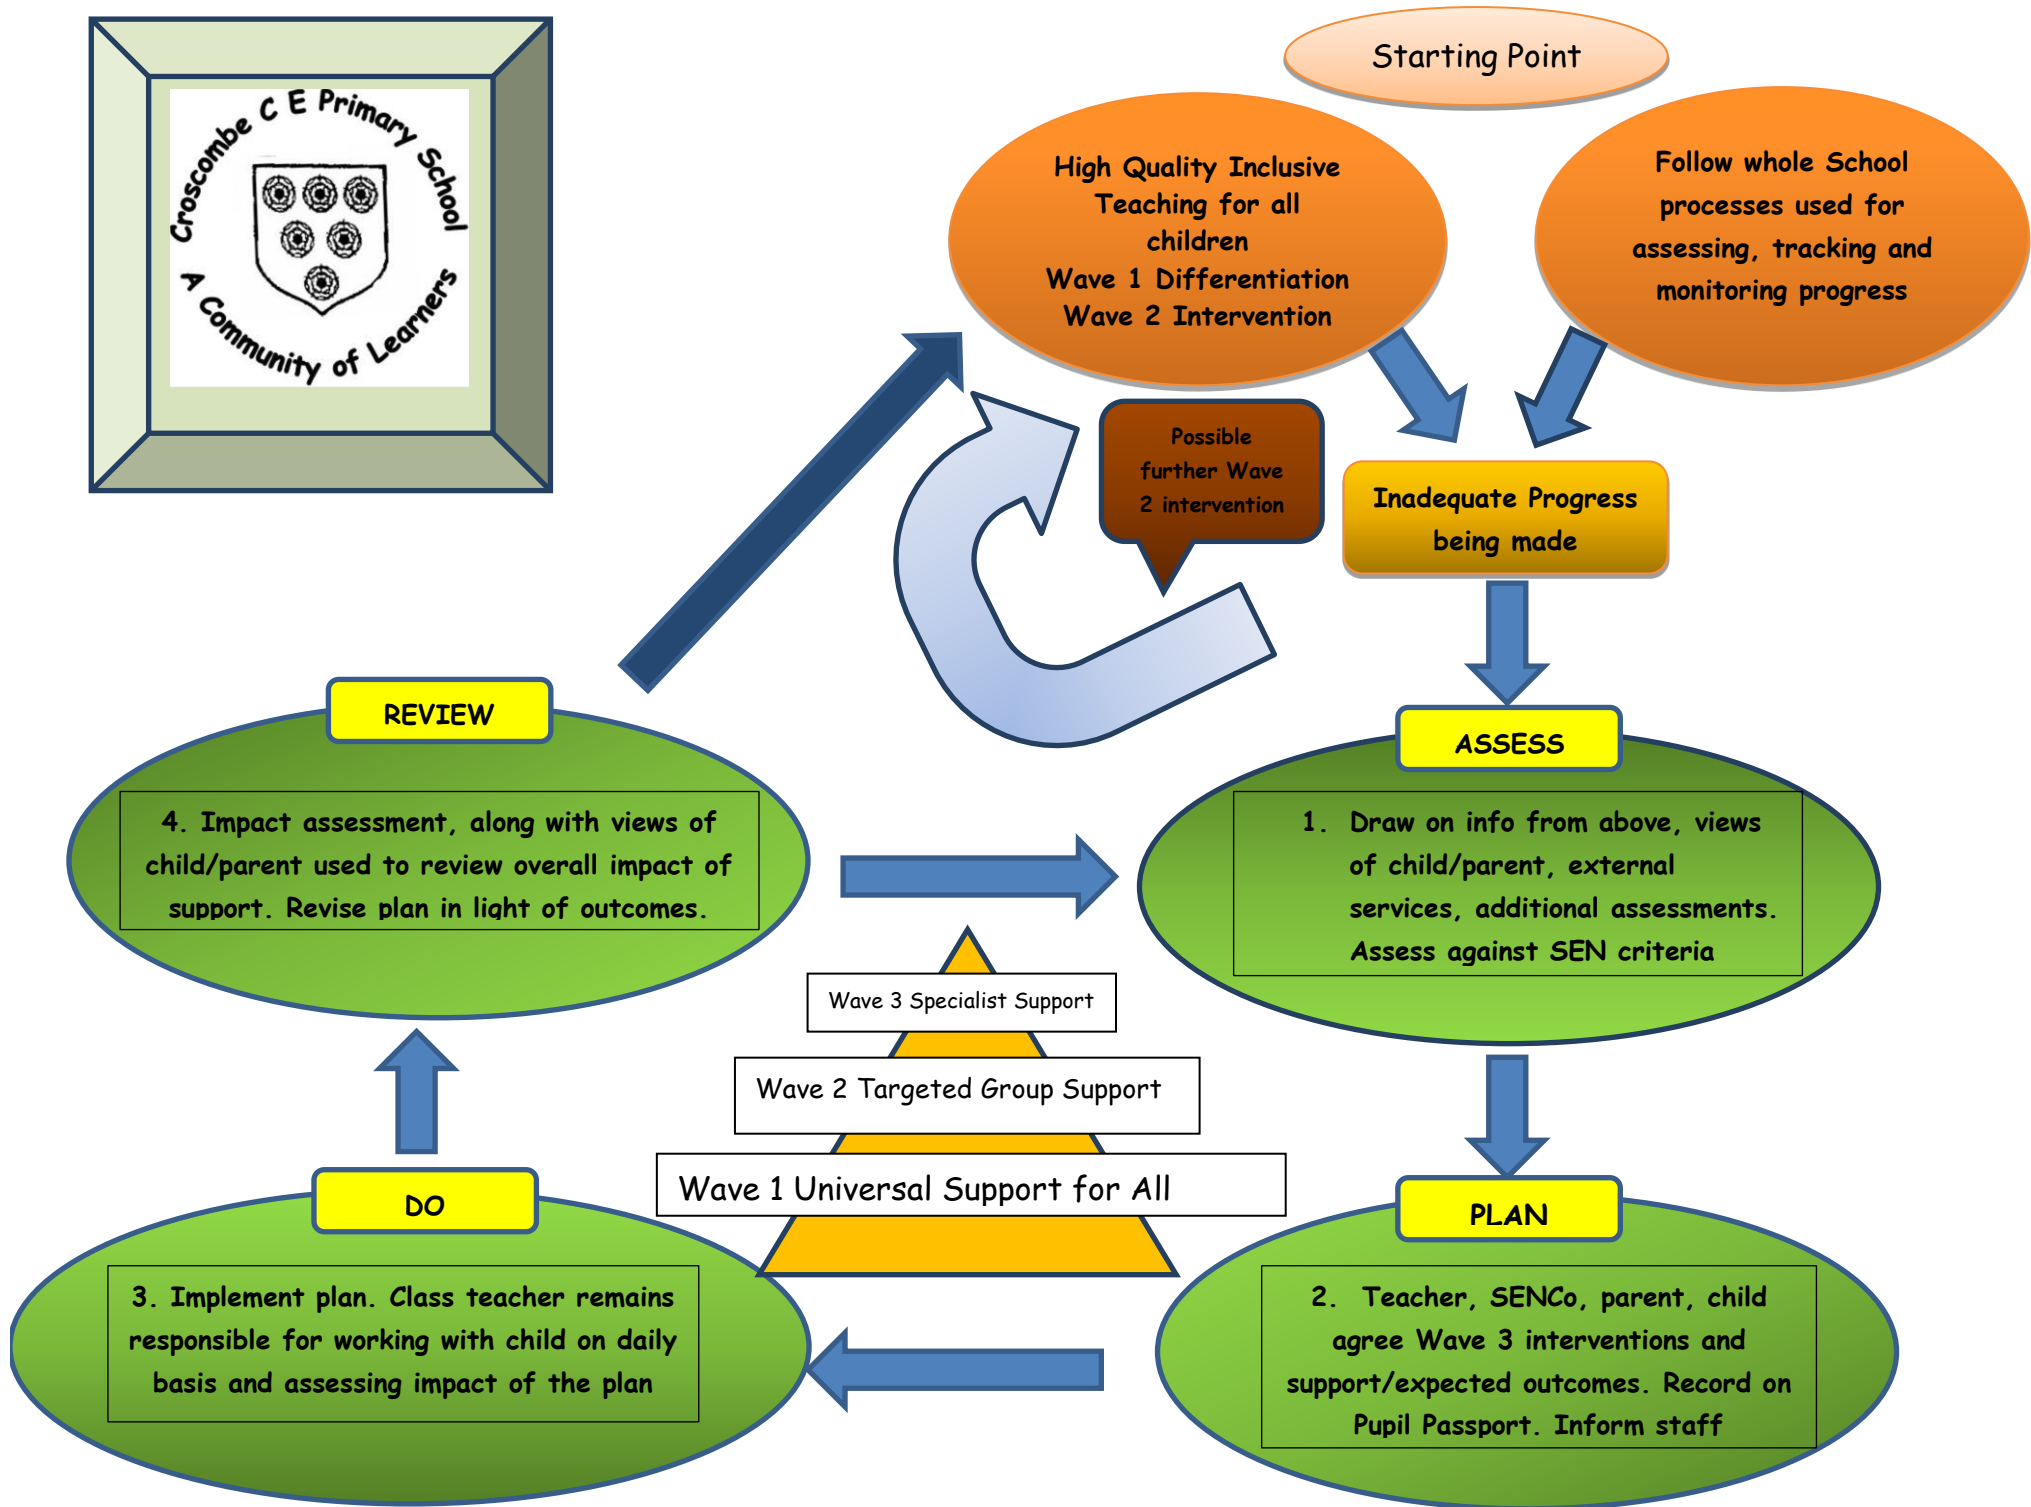 Croscombe C E Primary School
A Community of Learners
Starting Point
High Quality Inclusive
Teaching for all
children
Wave 1 Differentiation
Wave 2 Intervention
Follow whole School
processes used for
assessing, tracking and
monitoring progress
Possible
further Wave
2 intervention
Inadequate Progress
being made
REVIEW
4. Impact assessment, along with views of
child/parent used to review overall impact of
support. Revise plan in light of outcomes.
ASSESS
1. Draw on info from above, views
of child/parent, external
services, additional assessments.
Assess against SEN criteria
Wave 3 Specialist Support
Wave 2 Targeted Group Support
Wave 1 Universal Support for All
DO
3. Implement plan. Class teacher remains
responsible for working with child on daily
basis and assessing impact of the plan
PLAN
2. Teacher, SENCo, parent, child
agree Wave 3 interventions and
support/expected outcomes. Record on
Pupil Passport. Inform staff